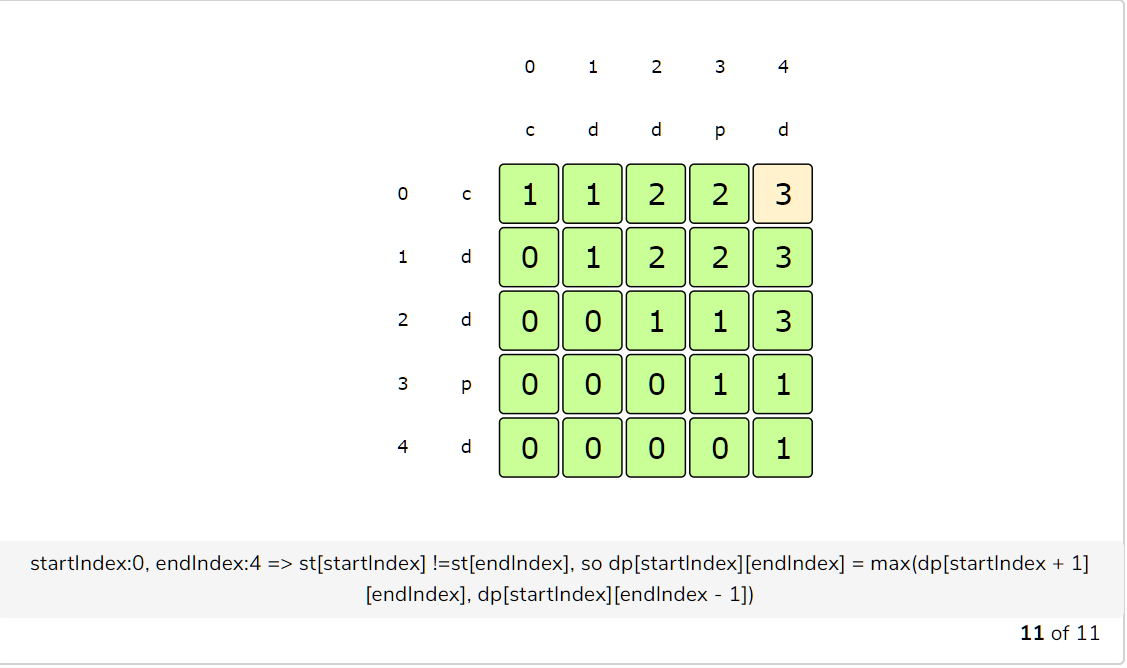 0 1 2 3 4
c d d p d
0 c 1 1 2 2 3
1 d 0 1 2 2 3
2 d 0 0 1 1 3
3 p 0 0 0 1 1
4 d 0 0 0 0 1
startIndex:0, endIndex:4 => st[startIndex] !=st[endIndex], so dp[startIndex][endIndex] = max(dp[startIndex + 1]
[endIndex], dp[startIndex][endIndex - 1])
11 of 11